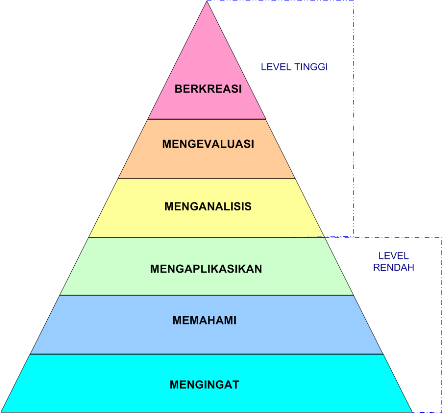 LEVEL TINGGI
BERKREASI
MENGEVALUASI
MENGANALISIS
LEVEL
RENDAH
MENGAPLIKASIKAN
MEMAHAMI
MENGINGAT